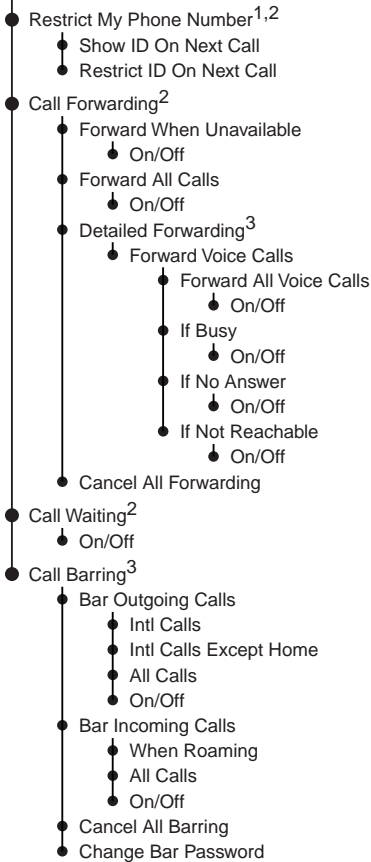 Restrict My Phone Number1,2
Show ID On Next Call
Restrict ID On Next Call
Call Forwarding2
Forward When Unavailable
On/Off
Forward All Calls
On/Off
Detailed Forwarding3
Forward Voice Calls
Forward All Voice Calls
On/Off
If Busy
On/Off
If No Answer
On/Off
If Not Reachable
On/Off
Cancel All Forwarding
Call Waiting2
On/Off
Call Barring3
Bar Outgoing Calls
Intl Calls
Intl Calls Except Home
All Calls
On/Off
Bar Incoming Calls
When Roaming
All Calls
On/Off
Cancel All Barring
Change Bar Password